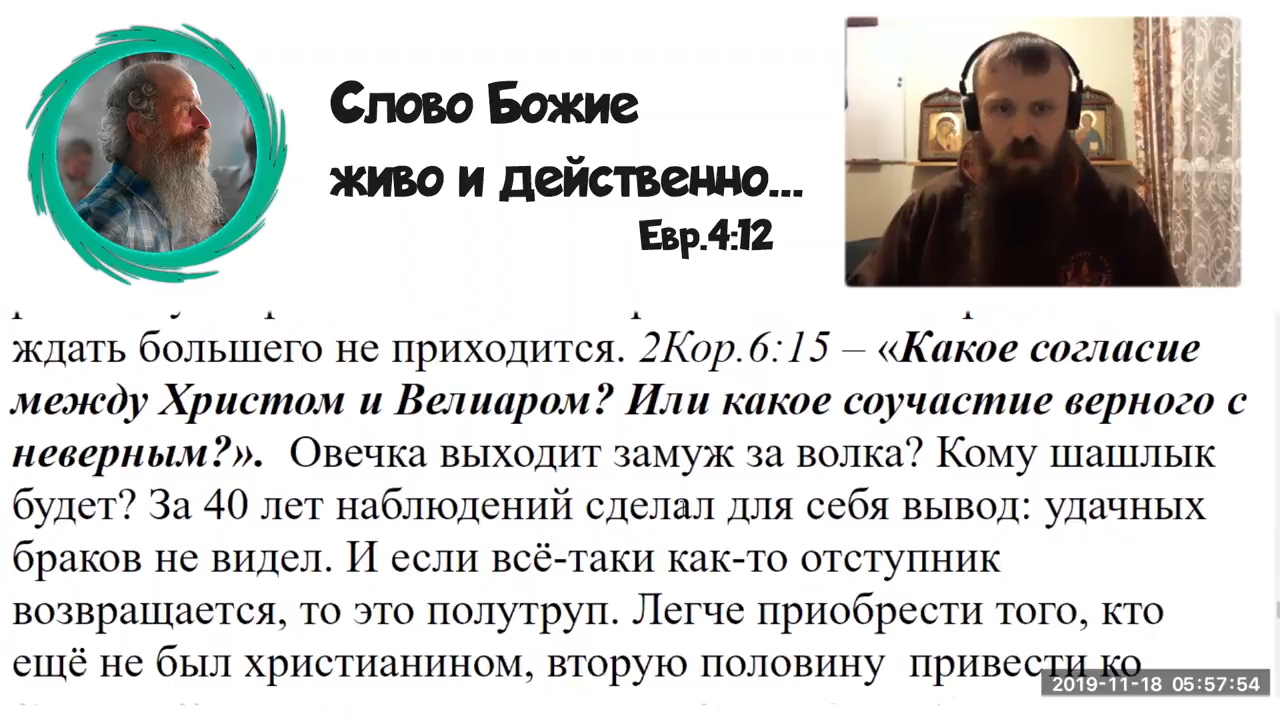 Слово Божие
живо и действенно...
Евр.4:12
ждать большего не приходится. 2Кор.6:15 – «Какое согласие
между Христом и Велиаром? Или какое соучастие верного с
неверным?».  Овечка выходит замуж за волка? Кому шашлык
будет? За 40 лет наблюдений сделал для себя вывод: удачных
браков не видел. И если всё-таки как-то отступник
возвращается, то это полутруп. Легче приобрести того, кто
ещё не был христианином, вторую половину  привести ко
2019-11-18 05:57:54